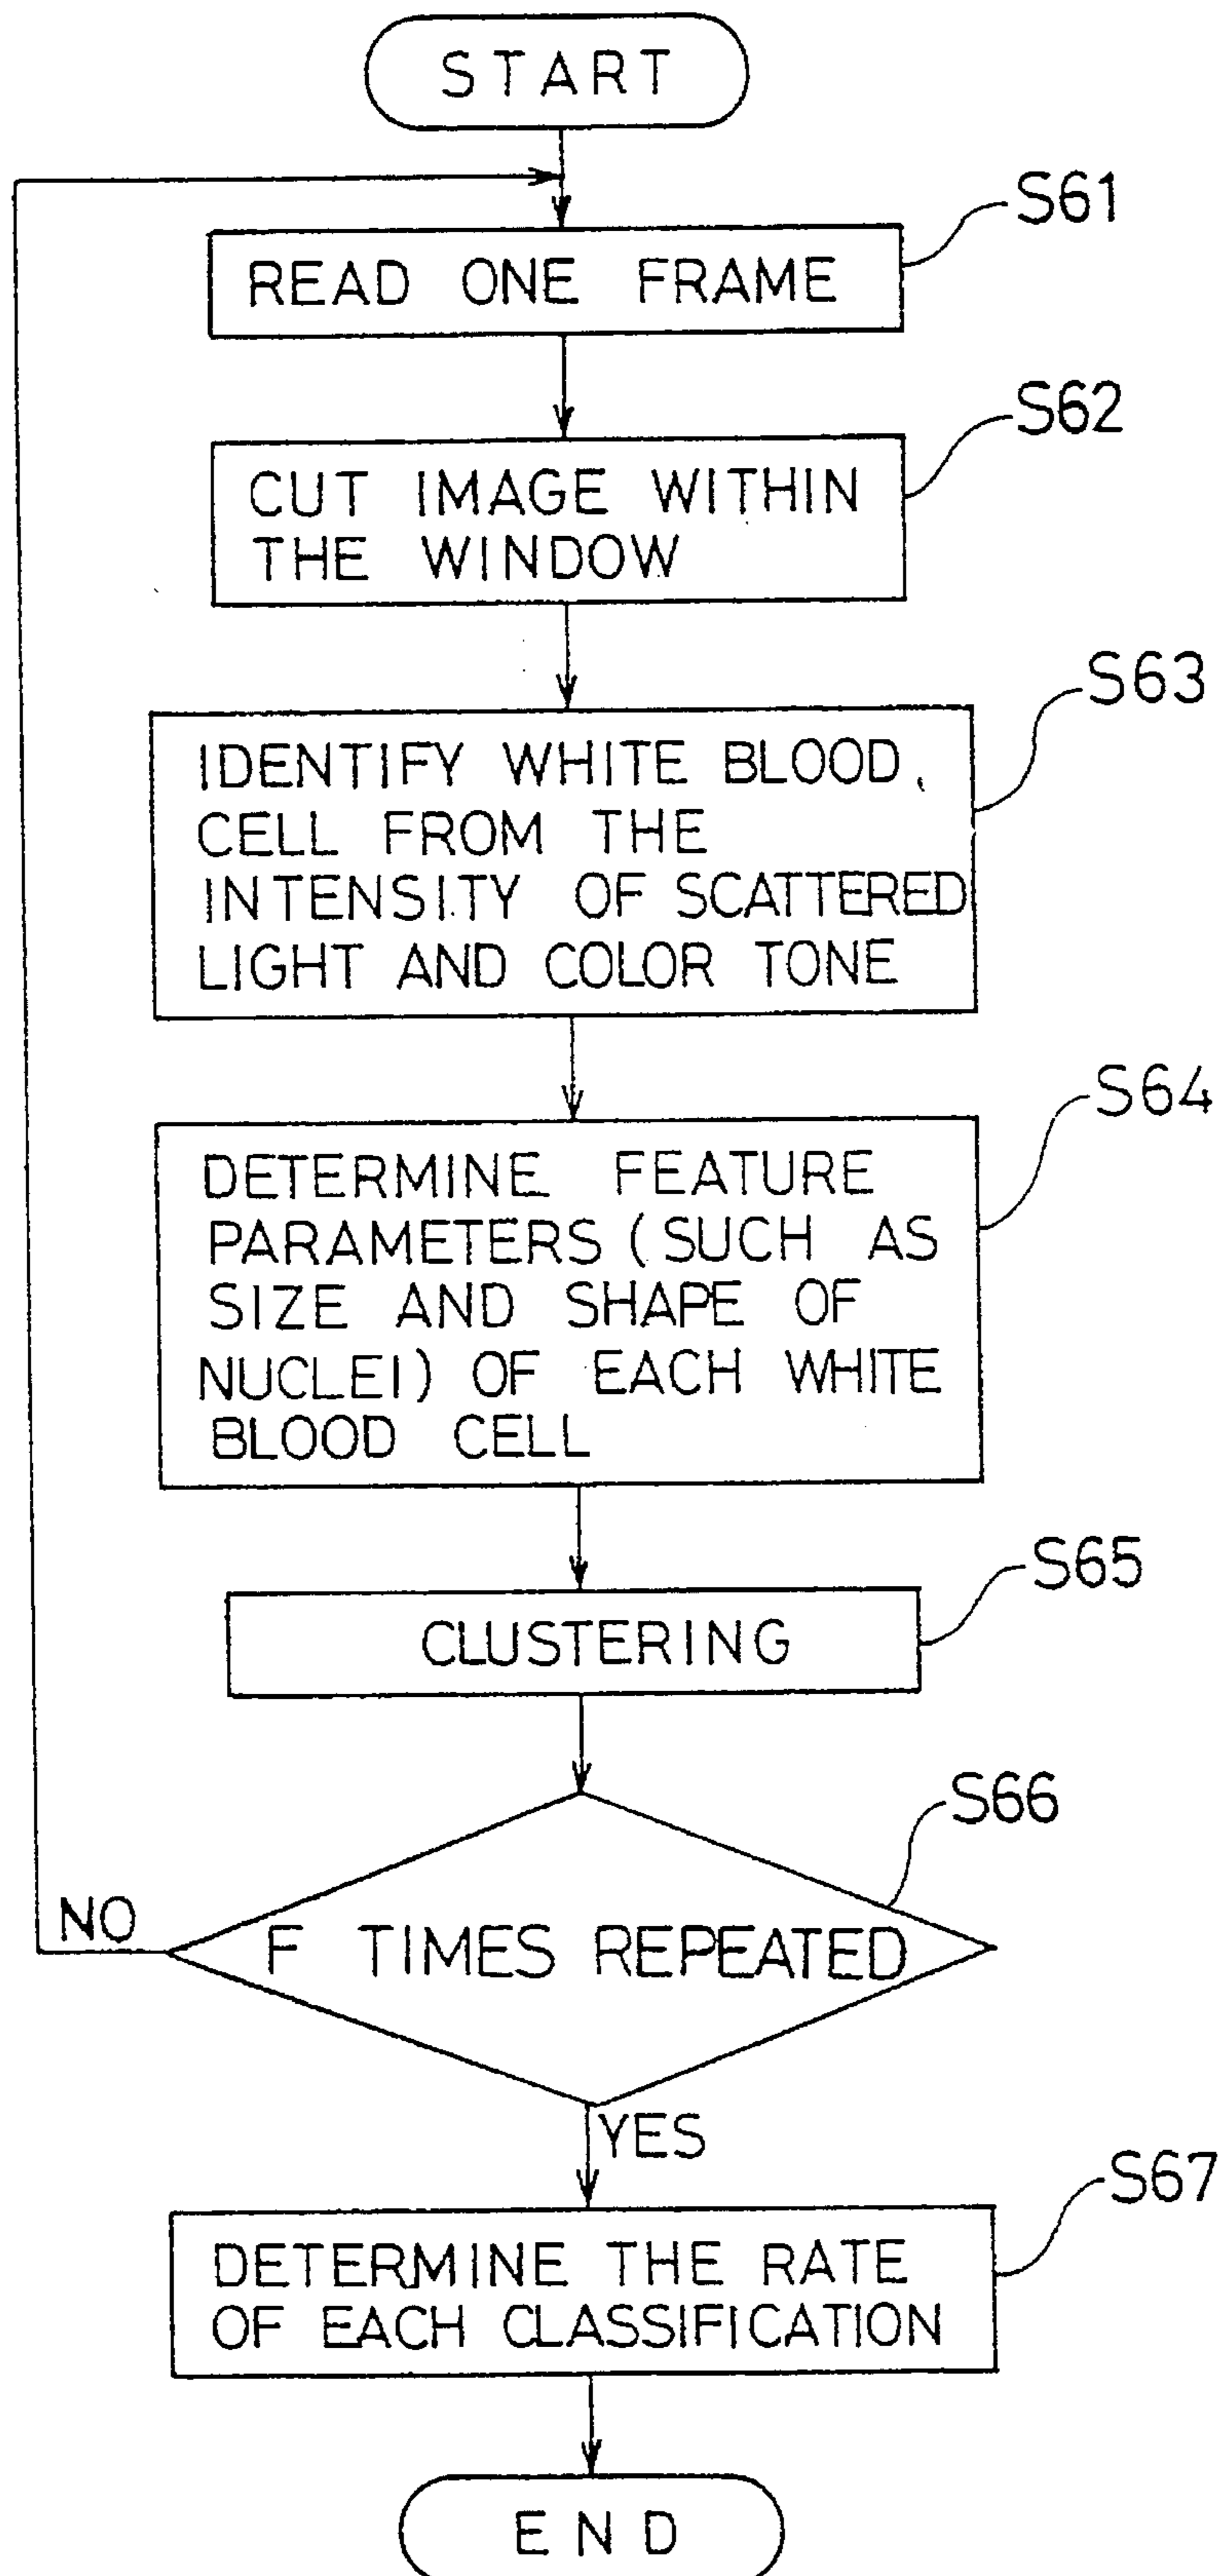 START
S61
READ ONE FRAME
S62
CUT IMAGE WITHIN
THE WINDOW
S63
IDENTIFY WHITE BLOOD
CELL FROM THE
INTENSITY OF SCATTERED
LIGHT AND COLOR TONE
S64
DETERMINE FEATURE
PARAMETERS (SUCH AS
SIZE AND SHAPE OF
NUCLEI) OF EACH WHITE
BLOOD CELL
S65
CLUSTERING
S66
NO
F TIMES REPEATED
YES
S67
DETERMINE THE RATE
OF EACH CLASSIFICATION
END